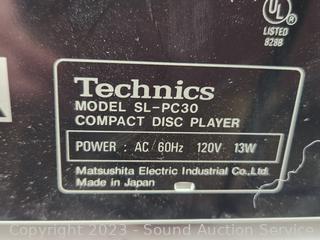 UL
LISTED
828B
Technics
MODEL SL-PC30
COMPACT DISC PLAYER
POWER : AC / 60Hz 120V 13W
Matsushita Electric Industrial Co.,Ltd.
Made in Japan
Copyright 2023 - Sound Auction Service